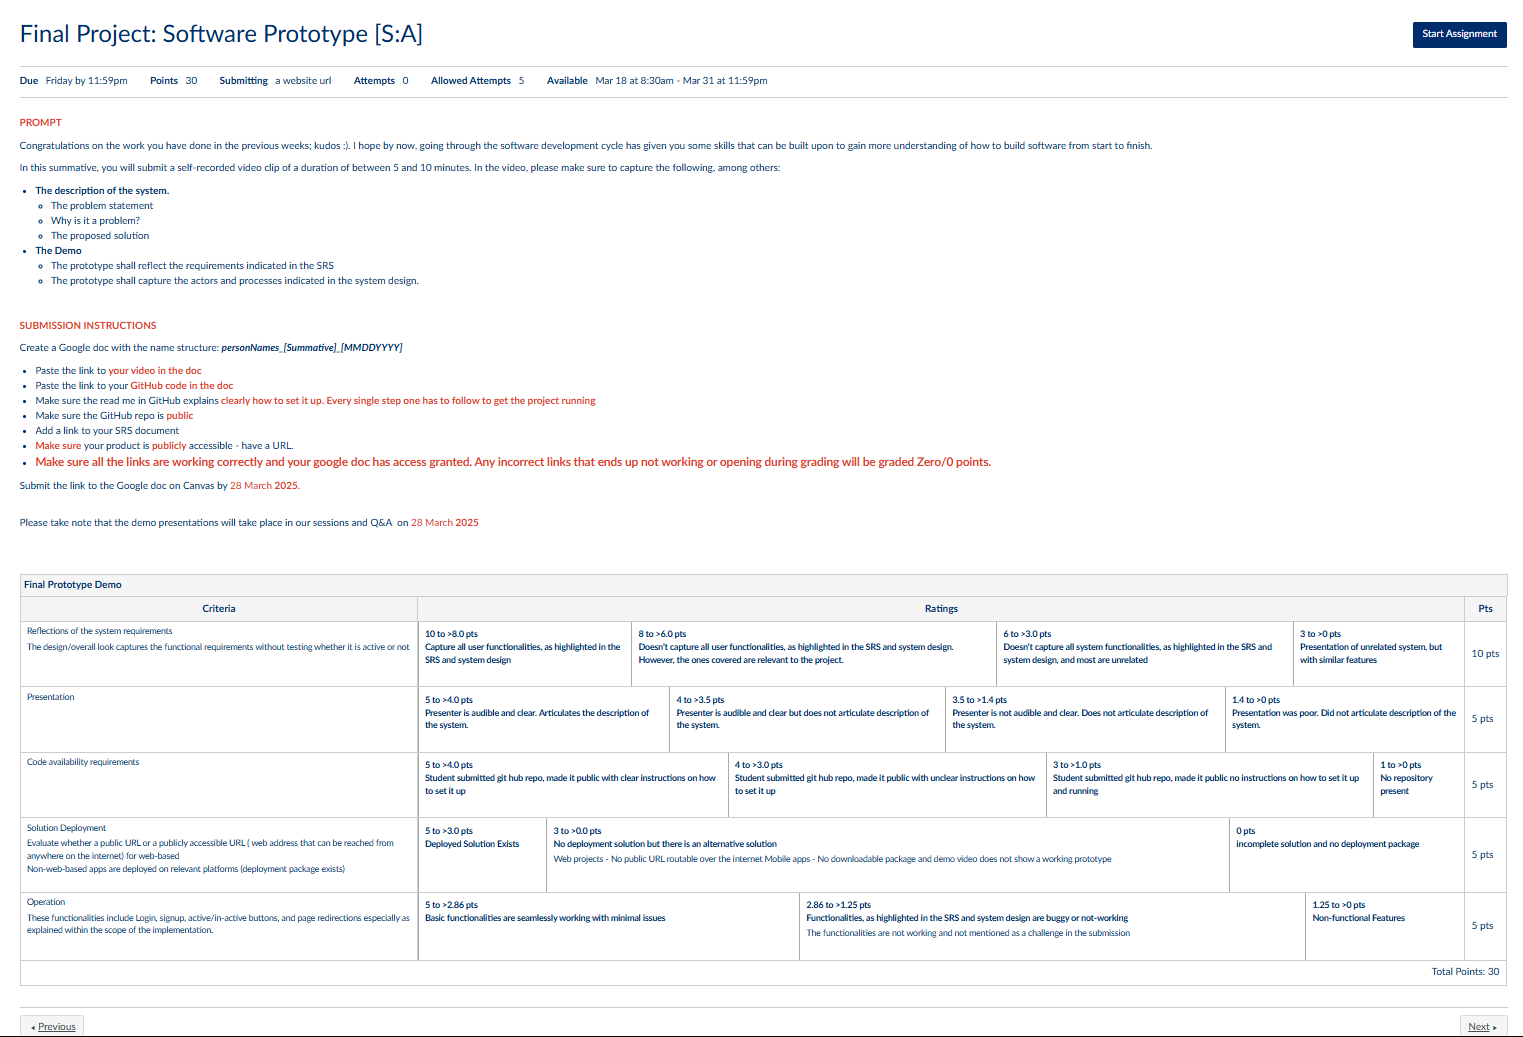 Final Project: Software Prototype [S:A]
Start Assignment
Due Friday by 11:59pm Points 30 Submitting a website url Attempts 0 Allowed Attempts 5 Available Mar 18 at 8:30am - Mar 31 at 11:59pm
PROMPT
Congratulations on the work you have done in the previous weeks; kudos :). I hope by now, going through the software development cycle has given you some skills that can be built upon to gain more understanding of how to build software from start to finish.
In this summative, you will submit a self-recorded video clip of a duration of between 5 and 10 minutes. In the video, please make sure to capture the following, among others:
The description of the system.
The problem statement
Why is it a problem?
The proposed solution
The Demo
The prototype shall reflect the requirements indicated in the SRS
The prototype shall capture the actors and processes indicated in the system design.
SUBMISSION INSTRUCTIONS
Create a Google doc with the name structure: personNames_[Summative]_[MMDDYYYY]
Paste the link to your video in the doc
Paste the link to your GitHub code in the doc
Make sure the read me in GitHub explains clearly how to set it up. Every single step one has to follow to get the project running
Make sure the GitHub repo is public
Add a link to your SRS document
Make sure your product is publicly accessible - have a URL.
Make sure all the links are working correctly and your google doc has access granted. Any incorrect links that ends up not working or opening during grading will be graded Zero/0 points.
Submit the link to the Google doc on Canvas by 28 March 2025.
Please take note that the demo presentations will take place in our sessions and Q&A on 28 March 2025
Final Prototype Demo
Criteria Ratings Pts
Reflections of the system requirements
The design/overall look captures the functional requirements without testing whether it is active or not
10 to >8.0 pts
Capture all user functionalities, as highlighted in the
SRS and system design
8 to >6.0 pts
Doesn't capture all user functionalities, as highlighted in the SRS and system design.
However, the ones covered are relevant to the project.
6 to >3.0 pts
Doesn't capture all system functionalities, as highlighted in the SRS and
system design, and most are unrelated
3 to >0 pts
Presentation of unrelated system, but
with similar features
10 pts
Presentation
5 to >4.0 pts
Presenter is audible and clear. Articulates the description of
the system.
4 to >3.5 pts
Presenter is audible and clear but does not articulate description of
the system.
3.5 to >1.4 pts
Presenter is not audible and clear. Does not articulate description of
the system.
1.4 to >0 pts
Presentation was poor. Did not articulate description of the
system.
5 pts
Code availability requirements
5 to >4.0 pts
Student submitted git hub repo, made it public with clear instructions on how
to set it up
4 to >3.0 pts
Student submitted git hub repo, made it public with unclear instructions on how
to set it up
3 to >1.0 pts
Student submitted git hub repo, made it public no instructions on how to set it up
and running
1 to >0 pts
No repository
present
5 pts
Solution Deployment
Evaluate whether a public URL or a publicly accessible URL ( web address that can be reached from
anywhere on the internet) for web-based
Non-web-based apps are deployed on relevant platforms (deployment package exists)
5 to >3.0 pts
Deployed Solution Exists
3 to >0.0 pts
No deployment solution but there is an alternative solution
Web projects - No public URL routable over the internet Mobile apps - No downloadable package and demo video does not show a working prototype
0 pts
incomplete solution and no deployment package
5 pts
Operation
These functionalities include Login, signup, active/in-active buttons, and page redirections especially as
explained within the scope of the implementation.
5 to >2.86 pts
Basic functionalities are seamlessly working with minimal issues
2.86 to >1.25 pts
Functionalities, as highlighted in the SRS and system design are buggy or not-working
The functionalities are not working and not mentioned as a challenge in the submission
1.25 to >0 pts
Non-functional Features
5 pts
Total Points: 30
◂ Previous
Next ▸